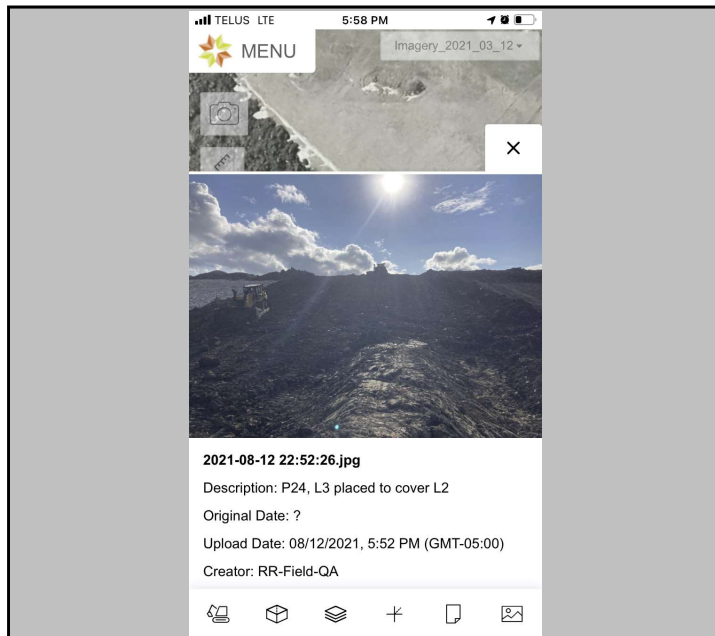 TELUS LTE 5:58 PM
MENU
Imagery_2021_03_12
2021-08-12 22:52:26.jpg
Description: P24, L3 placed to cover L2
Original Date: ?
Upload Date: 08/12/2021, 5:52 PM (GMT-05:00)
Creator: RR-Field-QA